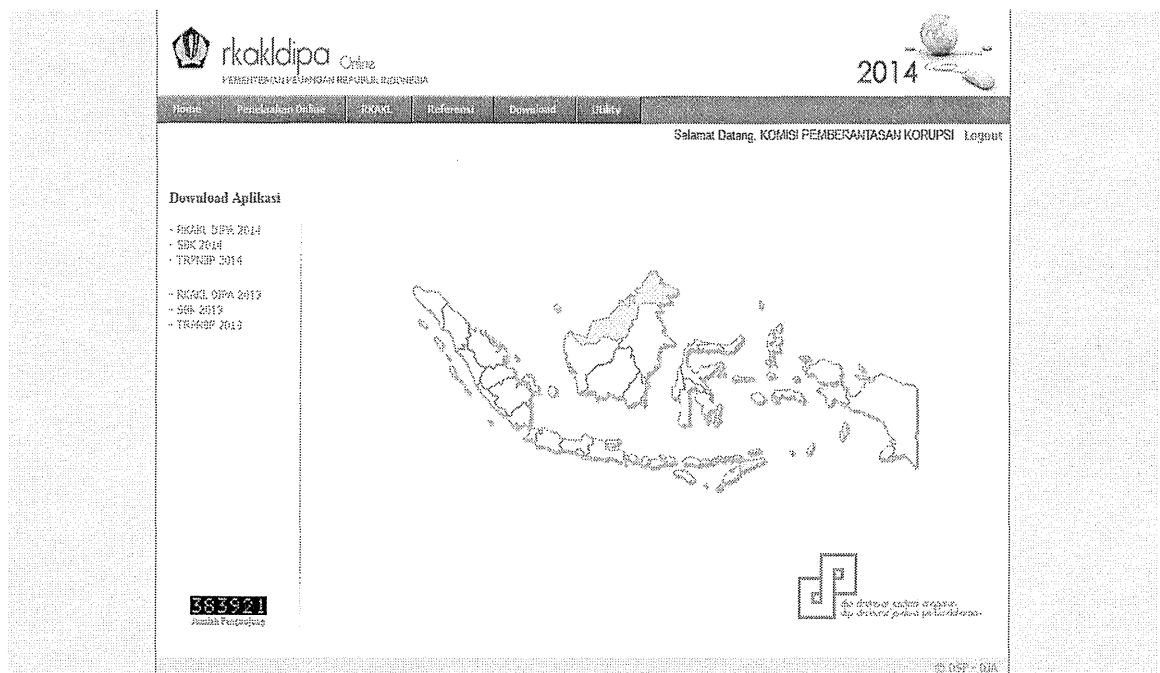 rkakldipa Online
KEMENTERIAN KEUANGAN REPUBLIK INDONESIA
2014
Home Penelaahan Online RKAKL Referensi Download Utility
Selamat Datang, KOMISI PEMBERANTASAN KORUPSI Logout
Download Aplikasi
- RKAKL DIPA 2014
- SBK 2014
- TRPNBP 2014
- RKAKL DIPA 2013
- SBK 2013
- TRPNBP 2013
383921
Jumlah Pengunjung
© DSP - DJA